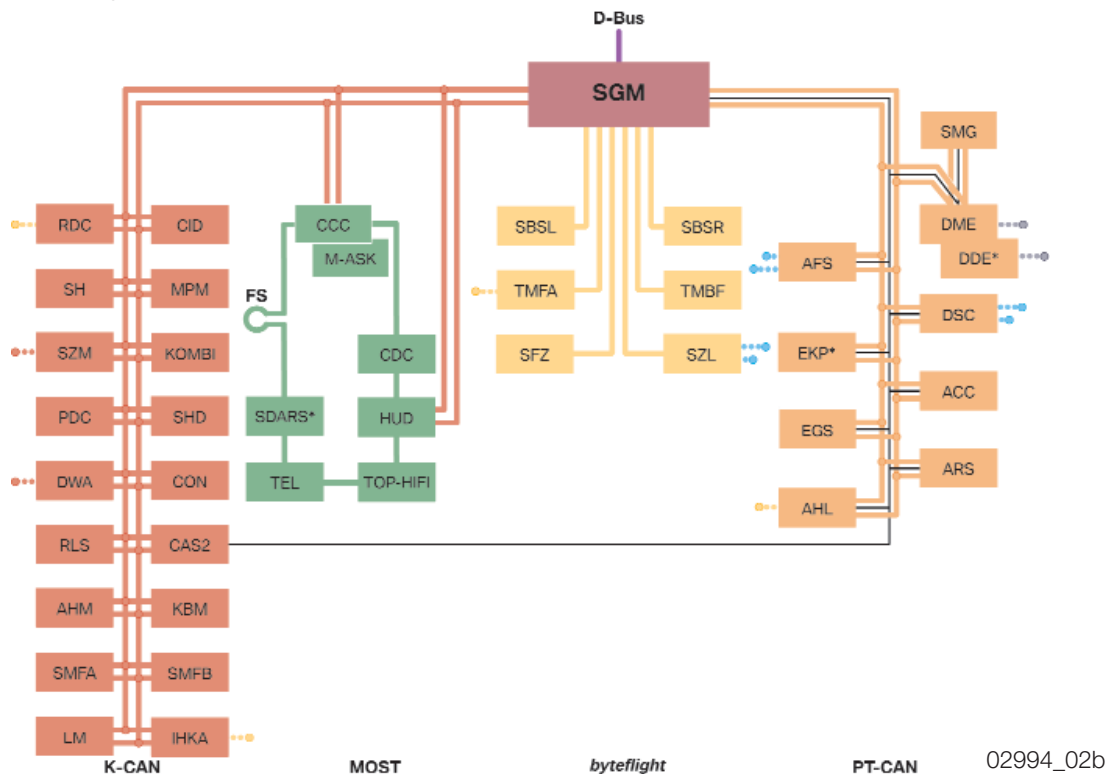 D-Bus
SGM
SMG
RDC
CID
CCC
M-ASK
SBSL
SBSR
DME
DDE*
AFS
SH
MPM
FS
TMFA
TMBF
DSC
SZM
KOMBI
CDC
SFZ
SZL
EKP*
ACC
PDC
SHD
SDARS*
HUD
EGS
ARS
DWA
CON
TEL
TOP-HIFI
AHL
RLS
CAS2
AHM
KBM
SMFA
SMFB
LM
IHKA
K-CAN
MOST
byteflight
PT-CAN
02994_02b